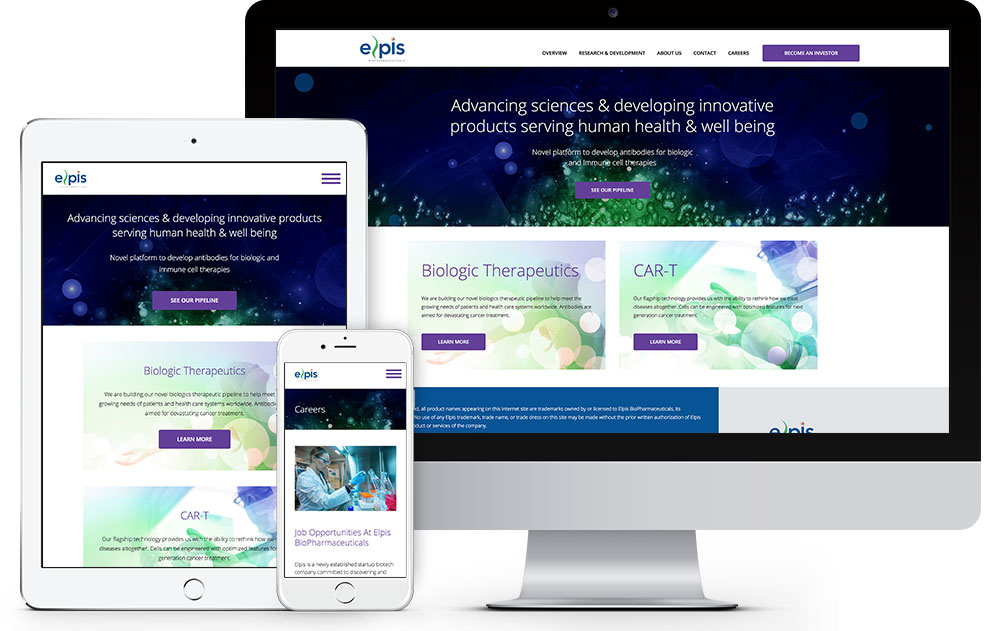 elpis
BIOPHARMACEUTICALS
OVERVIEW
RESEARCH & DEVELOPMENT
ABOUT US
CONTACT
CAREERS
BECOME AN INVESTOR
Advancing sciences & developing innovative
products serving human health & well being
Novel platform to develop antibodies for biologic
and Immune cell therapies
SEE OUR PIPELINE
Biologic Therapeutics
We are building our novel biologics therapeutic pipeline to help meet the
growing needs of patients and health care systems worldwide. Antibodies are
aimed for devastating cancer treatment.
LEARN MORE
CAR-T
Our flagship technology provides us with the ability to rethink how we treat
diseases altogether. Cells can be engineered with optimized features for next
generation cancer treatment.
LEARN MORE
, all product names appearing on this Internet site are trademarks owned by or licensed to Elpis BioPharmaceuticals, its
No use of any Elpis trademark, trade name, or trade dress on this site may be made without the prior written authorization of Elpis
product or services of the company.
elpis
elpis
Advancing sciences & developing innovative products
serving human health & well being
Novel platform to develop antibodies for biologic and
Immune cell therapies
SEE OUR PIPELINE
Biologic Therapeutics
We are building our novel biologics therapeutic pipeline to help meet
growing needs of patients and health care systems worldwide. Antibodi
aimed for devastating cancer treatment.
LEARN MORE
CAR-T
Our flagship technology provides us with the ability to rethink how we
diseases altogether. Cells can be engineered with optimized features fo
generation cancer treatment.
elpis
Careers
Job Opportunities At Elpis
BioPharmaceuticals
Elpis is a newly established startup biotech
company committed to discovering and